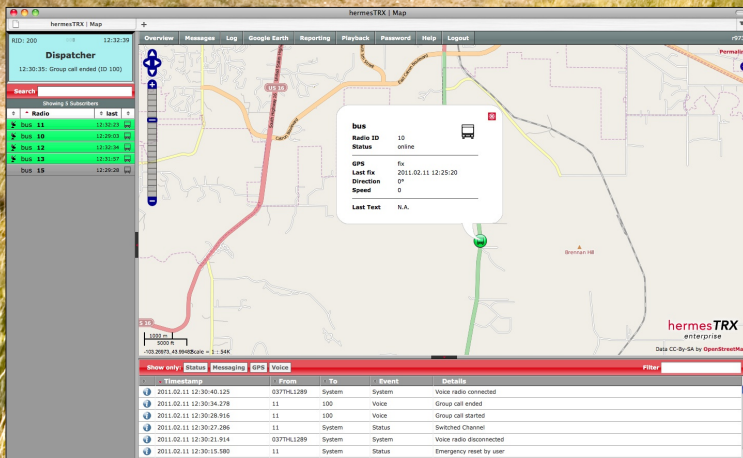 hermesTRX | Map
hermesTRX | Map
+
RID: 200 12:32:39
Dispatcher
12:30:35: Group call ended (ID 100)
Search
Showing 5 Subscribers
Radio last
bus 11 12:32:23
bus 10 12:29:03
bus 12 12:32:34
bus 13 12:31:57
bus 15 12:29:28
Overview Messages Log Google Earth Reporting Playback Password Help Logout
US 16
bus
Radio ID 10
Status online
GPS fix
Last fix 2011.02.11 12:25:20
Direction 0°
Speed 0
Last Text N.A.
Brennan Hill
S 16
1000 m
5000 ft
Scale = 1 : 54K
hermesTRX
enterprise
Data CC-By-SA by OpenStreetMa
Show only: Status Messaging GPS Voice Filter
Timestamp From To Event Details
2011.02.11 12:30:40.125 037THL1289 System System Voice radio connected
2011.02.11 12:30:34.278 11 100 Voice Group call ended
2011.02.11 12:30:28.916 11 100 Voice Group call started
2011.02.11 12:30:27.286 11 System Status Switched Channel
2011.02.11 12:30:21.914 037THL1289 System System Voice radio disconnected
2011.02.11 12:30:15.580 11 System Status Emergency reset by user